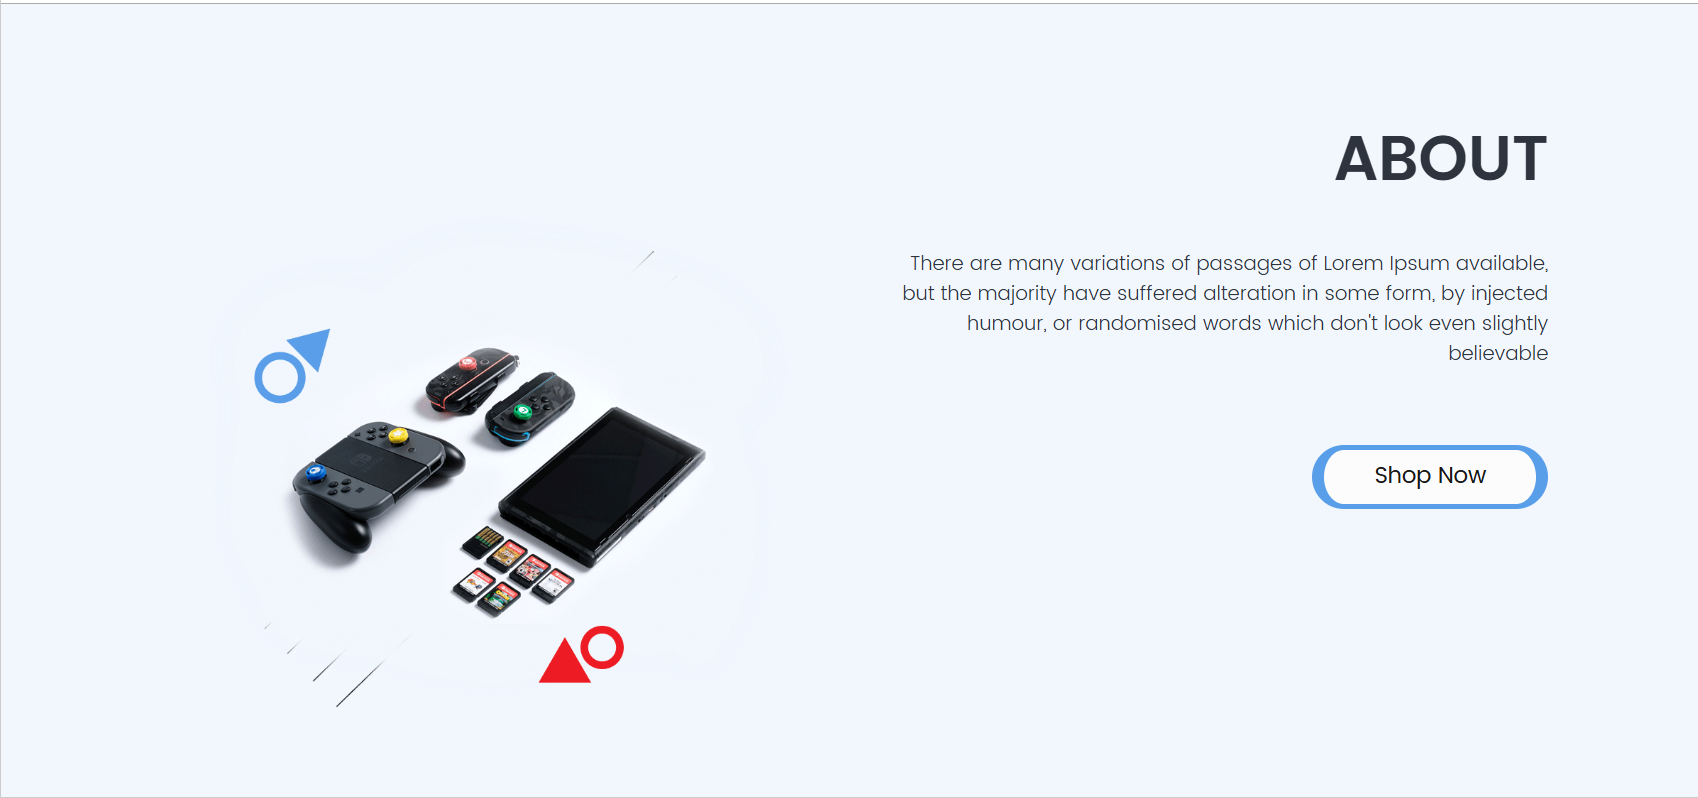 ABOUT
There are many variations of passages of Lorem Ipsum available,
but the majority have suffered alteration in some form, by injected
humour, or randomised words which don't look even slightly
believable
Shop Now